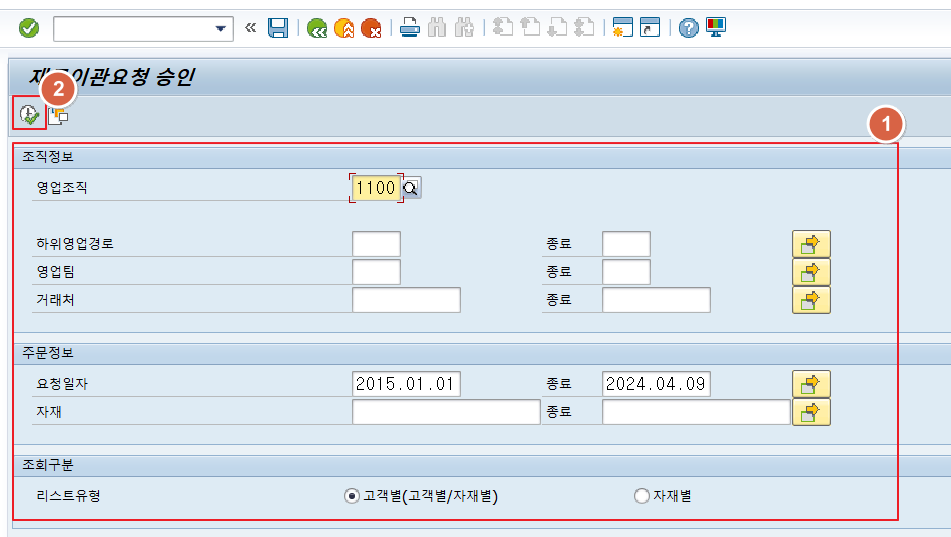 이관요청 승인
2
1
조직정보
영업조직 1100
하위영업경로 종료
영업팀 종료
거래처 종료
주문정보
요청일자 2015.01.01 종료 2024.04.09
자재 종료
조회구분
리스트유형 고객별(고객별/자재별) 자재별